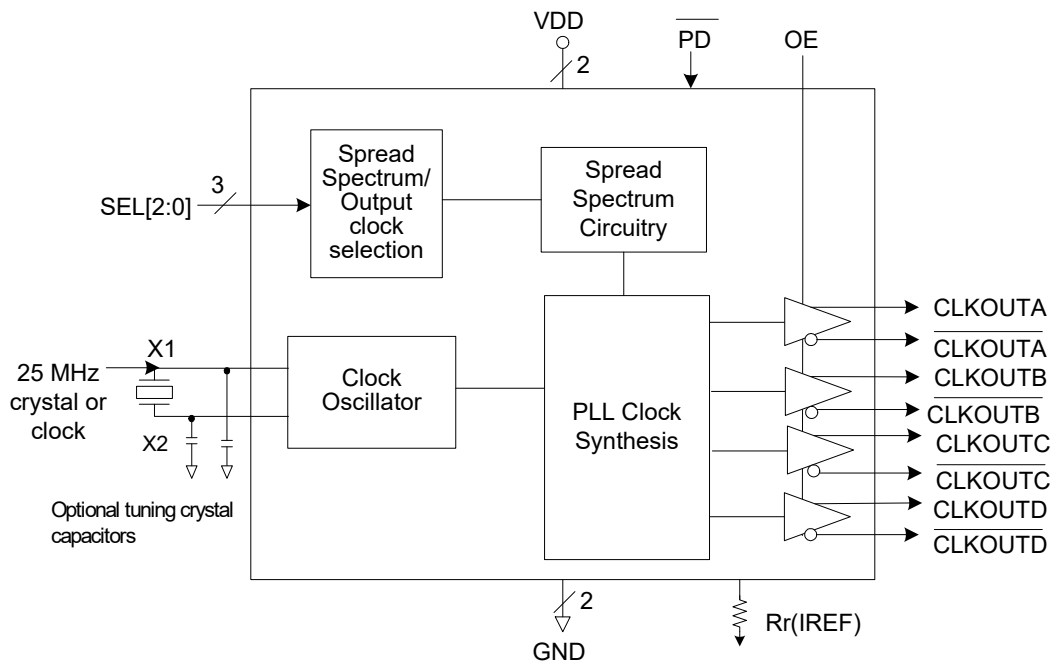 VDD
PD
OE
2
Spread
Spectrum/
Output
clock
selection
Spread
Spectrum
Circuitry
3
SEL[2:0]
CLKOUTA
CLKOUTA
CLKOUTB
CLKOUTB
CLKOUTC
CLKOUTC
CLKOUTD
CLKOUTD
X1
25 MHz
crystal or
clock
X2
Clock
Oscillator
PLL Clock
Synthesis
Optional tuning crystal
capacitors
2
GND
Rr(IREF)